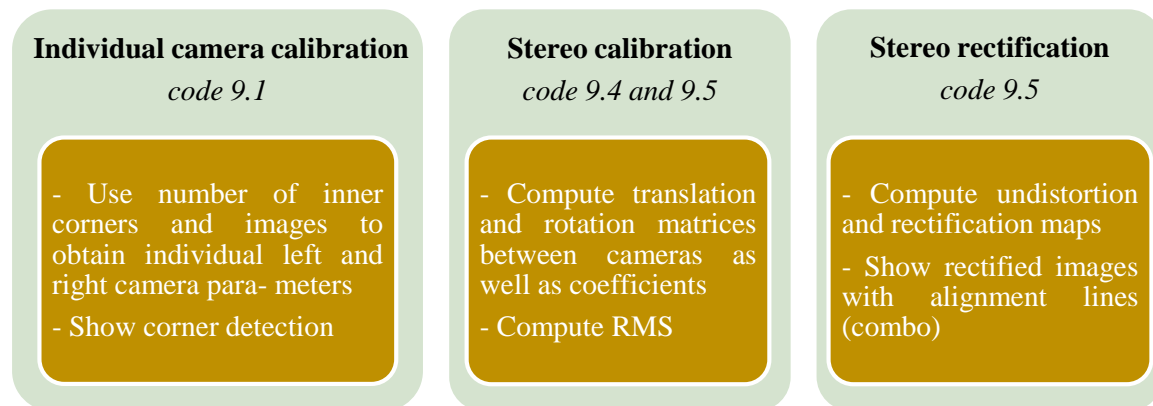 Individual camera calibration
code 9.1
- Use number of inner
corners and images to
obtain individual left and
right camera para- meters
- Show corner detection
Stereo calibration
code 9.4 and 9.5
- Compute translation
and rotation matrices
between cameras as
well as coefficients
- Compute RMS
Stereo rectification
code 9.5
- Compute undistortion
and rectification maps
- Show rectified images
with alignment lines
(combo)